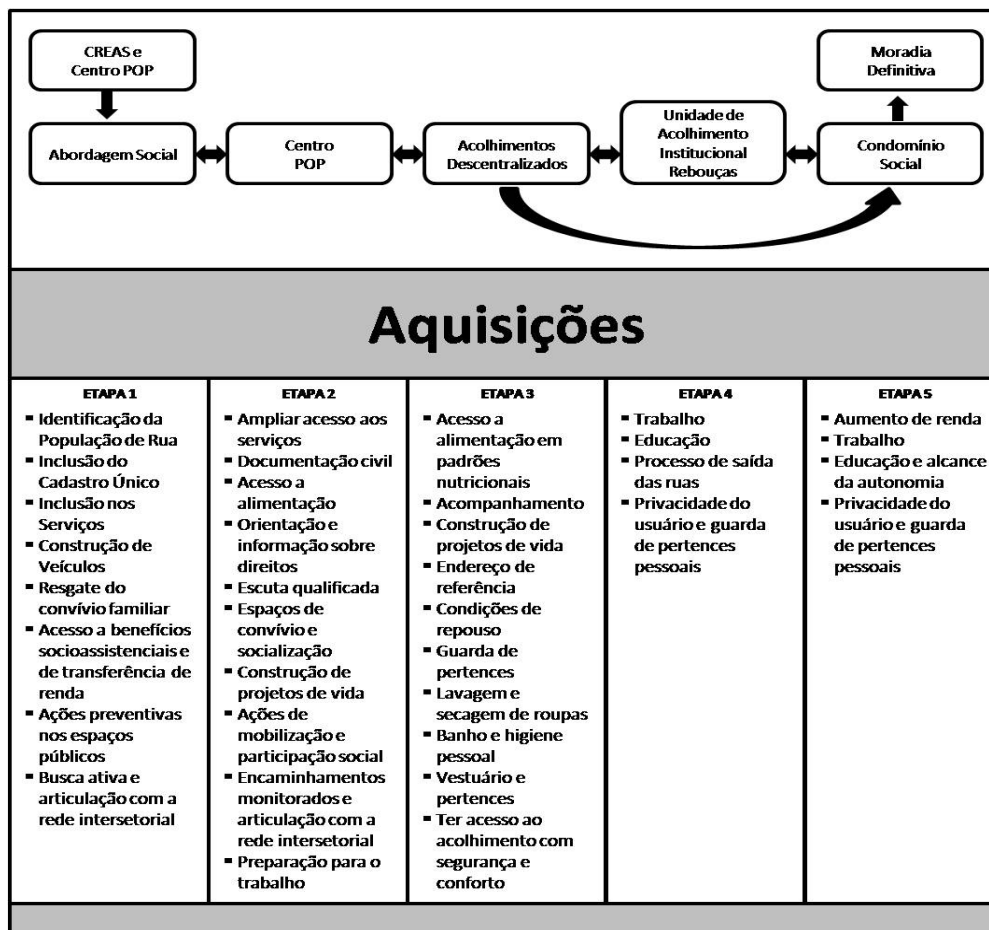 CREAS e
Centro POP
Moradia
Definitiva
Abordagem Social
Centro
POP
Acolhimentos
Descentralizados
Unidade de
Acolhimento
Institucional
Rebouças
Condomínio
Social
Aquisições
ETAPA 1
▪ Identificação da
População de Rua
▪ Inclusão do
Cadastro Único
▪ Inclusão nos
Serviços
▪ Construção de
Veículos
▪ Resgate do
convívio familiar
▪ Acesso a benefícios
socioassistenciais e
de transferência de
renda
▪ Ações preventivas
nos espaços
públicos
▪ Busca ativa e
articulação com a
rede intersetorial
ETAPA 2
▪ Ampliar acesso aos
serviços
▪ Documentação civil
▪ Acesso a
alimentação
▪ Orientação e
informação sobre
direitos
▪ Escuta qualificada
▪ Espaços de
convívio e
socialização
▪ Construção de
projetos de vida
▪ Ações de
mobilização e
participação social
▪ Encaminhamentos
monitorados e
articulação com a
rede intersetorial
▪ Preparação para o
trabalho
ETAPA 3
▪ Acesso a
alimentação em
padrões
nutricionais
▪ Acompanhamento
▪ Construção de
projetos de vida
▪ Endereço de
referência
▪ Condições de
repouso
▪ Guarda de
pertences
▪ Lavagem e
secagem de roupas
▪ Banho e higiene
pessoal
▪ Vestuário e
pertences
▪ Ter acesso ao
acolhimento com
segurança e
conforto
ETAPA 4
▪ Trabalho
▪ Educação
▪ Processo de saída
das ruas
▪ Privacidade do
usuário e guarda
de pertences
pessoais
ETAPA 5
▪ Aumento de renda
▪ Trabalho
▪ Educação e alcance
da autonomia
▪ Privacidade do
usuário e guarda
de pertences
pessoais